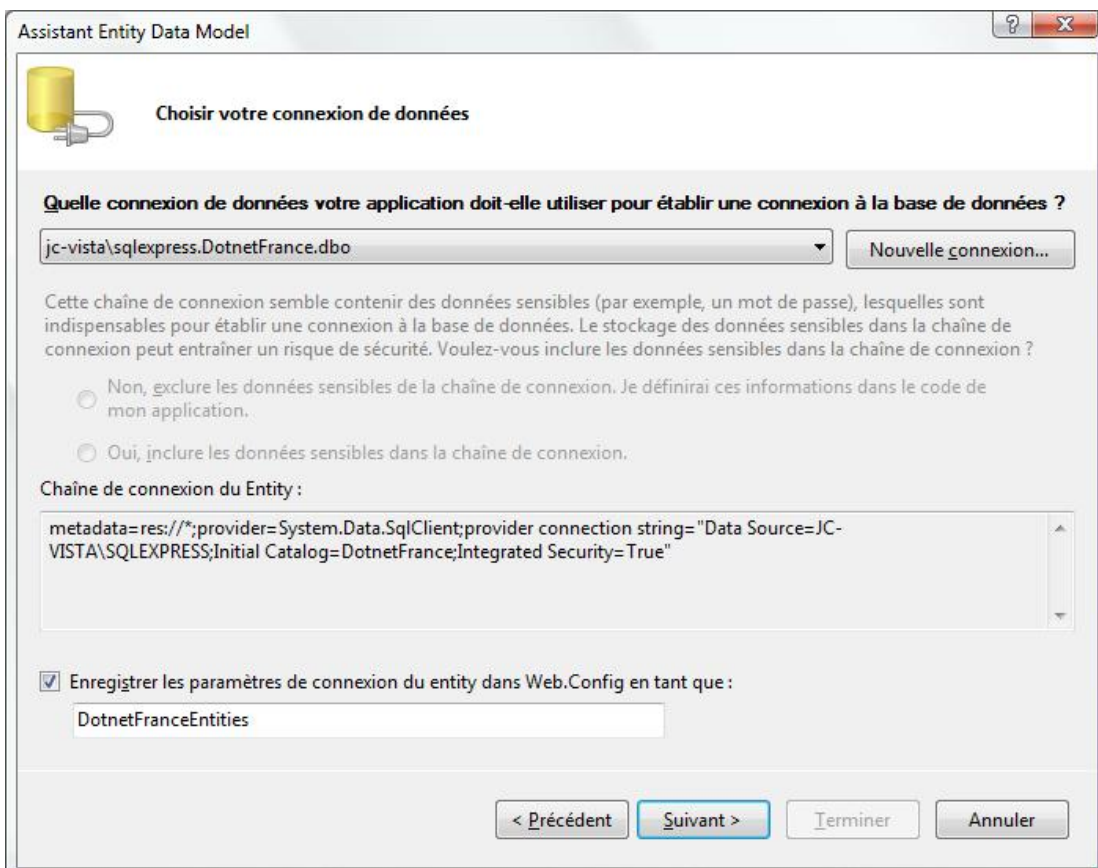 Assistant Entity Data Model
Choisir votre connexion de données
Quelle connexion de données votre application doit-elle utiliser pour établir une connexion à la base de données ?
jc-vista\sqlexpress.DotnetFrance.dbo
Nouvelle connexion...
Cette chaîne de connexion semble contenir des données sensibles (par exemple, un mot de passe), lesquelles sont
indispensables pour établir une connexion à la base de données. Le stockage des données sensibles dans la chaîne de
connexion peut entraîner un risque de sécurité. Voulez-vous inclure les données sensibles dans la chaîne de connexion ?
Non, exclure les données sensibles de la chaîne de connexion. Je définirai ces informations dans le code de
mon application.
Oui, inclure les données sensibles dans la chaîne de connexion.
Chaîne de connexion du Entity :
metadata=res://*;provider=System.Data.SqlClient;provider connection string="Data Source=JC-
VISTA\SQLEXPRESS;Initial Catalog=DotnetFrance;Integrated Security=True"
Enregistrer les paramètres de connexion du entity dans Web.Config en tant que :
DotnetFranceEntities
< Précédent
Suivant >
Terminer
Annuler